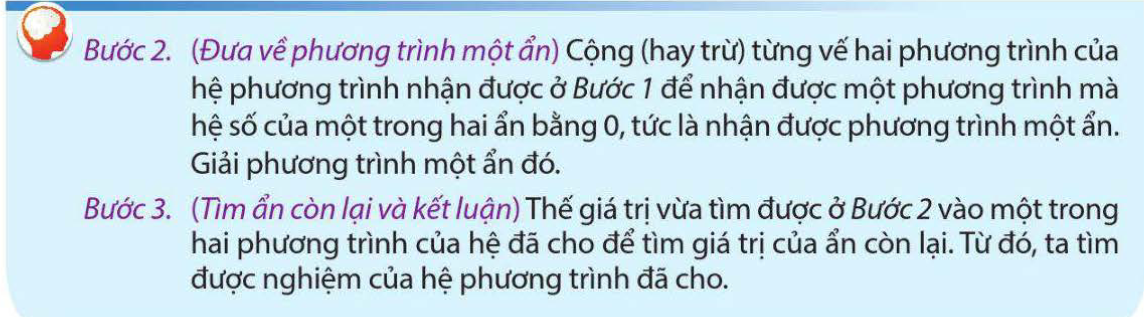 Bước 2. (Đưa về phương trình một ẩn) Cộng (hay trừ) từng vế hai phương trình của
hệ phương trình nhận được ở Bước 1 để nhận được một phương trình mà
hệ số của một trong hai ẩn bằng 0, tức là nhận được phương trình một ẩn.
Giải phương trình một ẩn đó.
Bước 3. (Tìm ẩn còn lại và kết luận) Thế giá trị vừa tìm được ở Bước 2 vào một trong
hai phương trình của hệ đã cho để tìm giá trị của ẩn còn lại. Từ đó, ta tìm
được nghiệm của hệ phương trình đã cho.